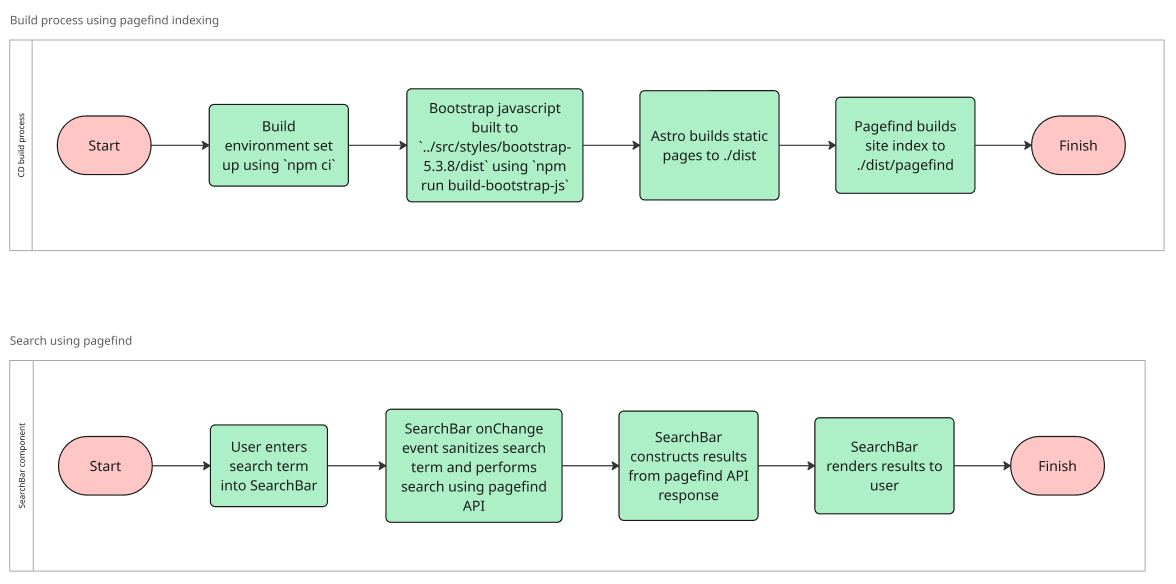 Build process using pagefind indexing
CD build process
Start
Build
environment set
up using `npm ci`
Bootstrap javascript
built to
`../src/styles/bootstrap-
5.3.8/dist` using `npm
run build-bootstrap-js`
Astro builds static
pages to ./dist
Pagefind builds
site index to
./dist/pagefind
Finish
Search using pagefind
SearchBar component
Start
User enters
search term
into SearchBar
SearchBar onChange
event sanitizes search
term and performs
search using pagefind
API
SearchBar
constructs results
from pagefind API
response
SearchBar
renders results to
user
Finish